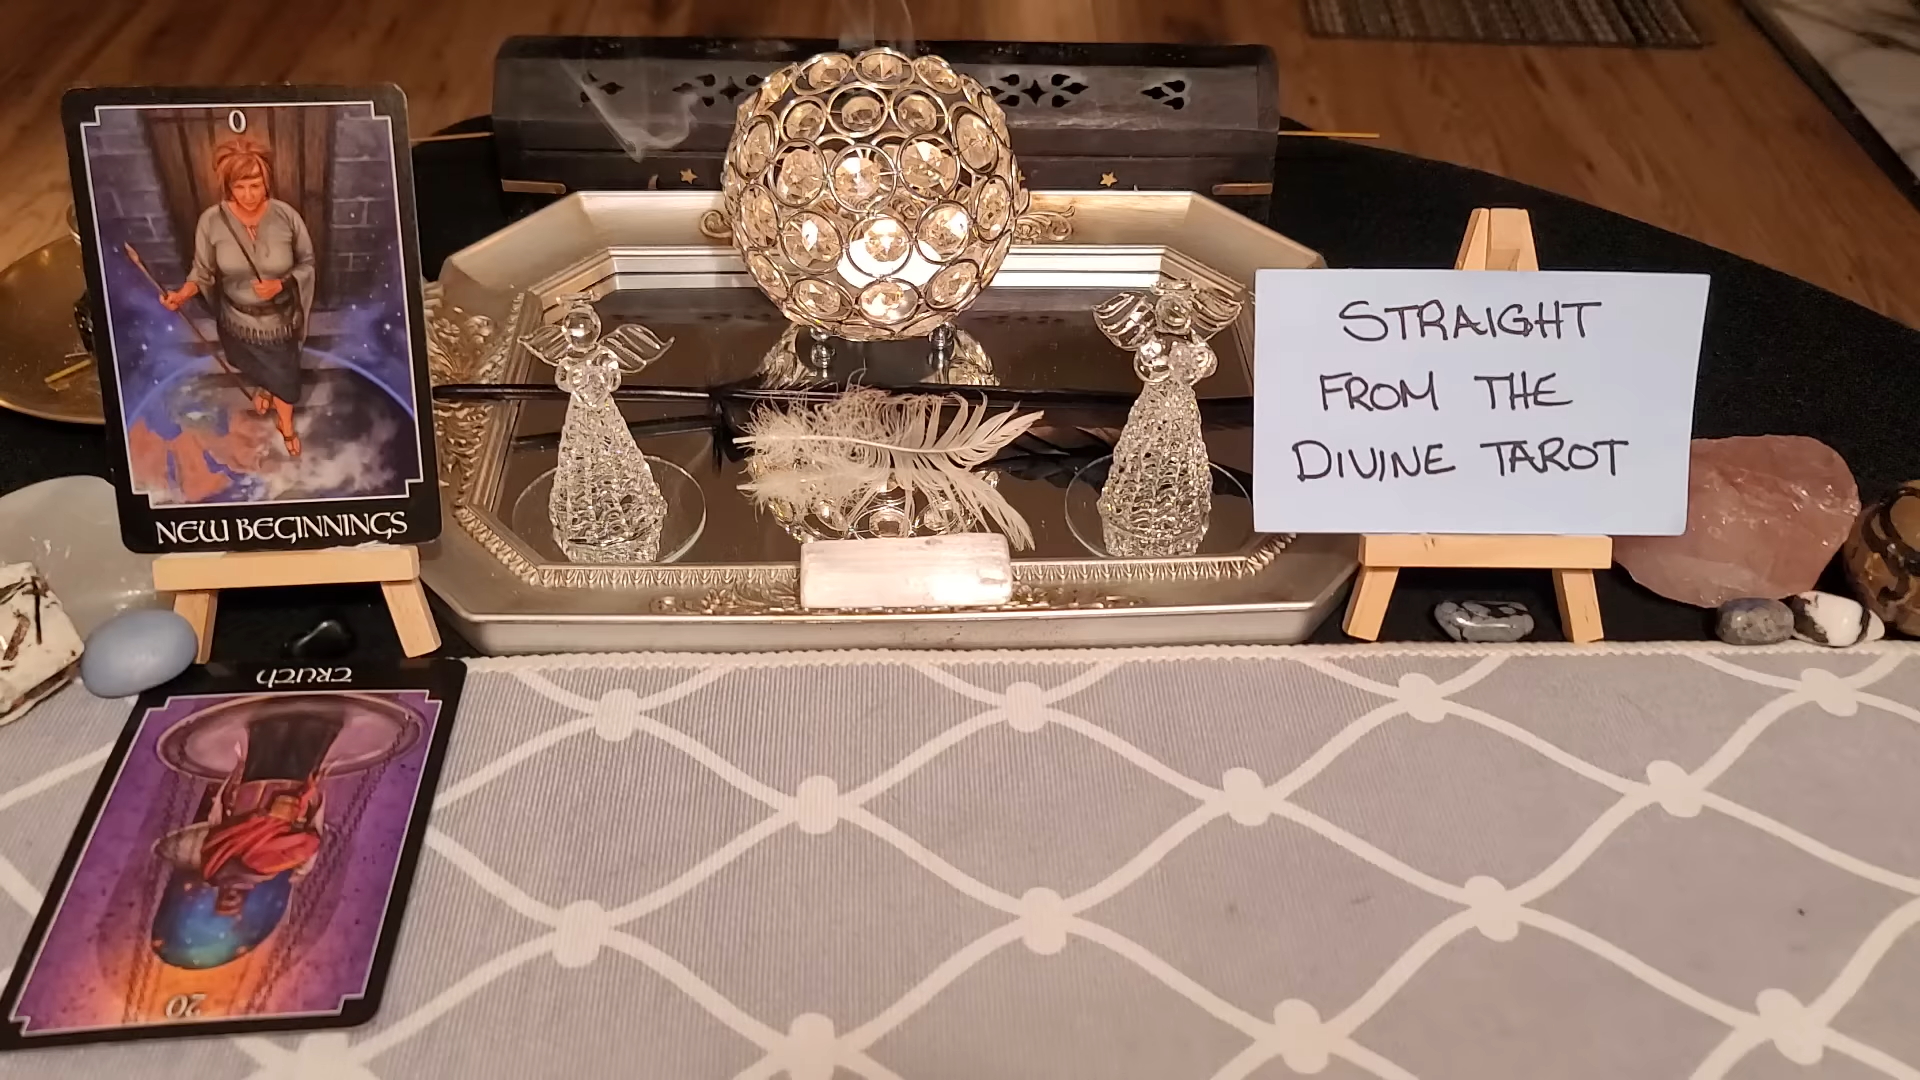 0
NEW BEGINNINGS
STRAIGHT
FROM THE
DIVINE TAROT
TRUTH
20